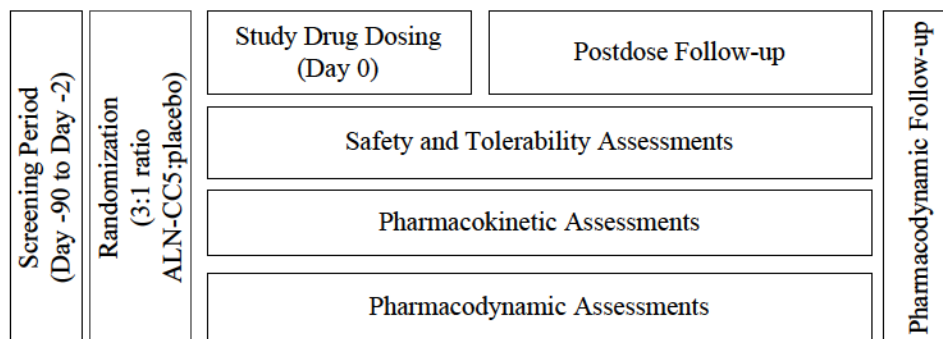 Screening Period
(Day -90 to Day -2)
Randomization
(3:1 ratio
ALN-CC5:placebo)
Study Drug Dosing
(Day 0)
Postdose Follow-up
Safety and Tolerability Assessments
Pharmacokinetic Assessments
Pharmacodynamic Assessments
Pharmacodynamic Follow-up